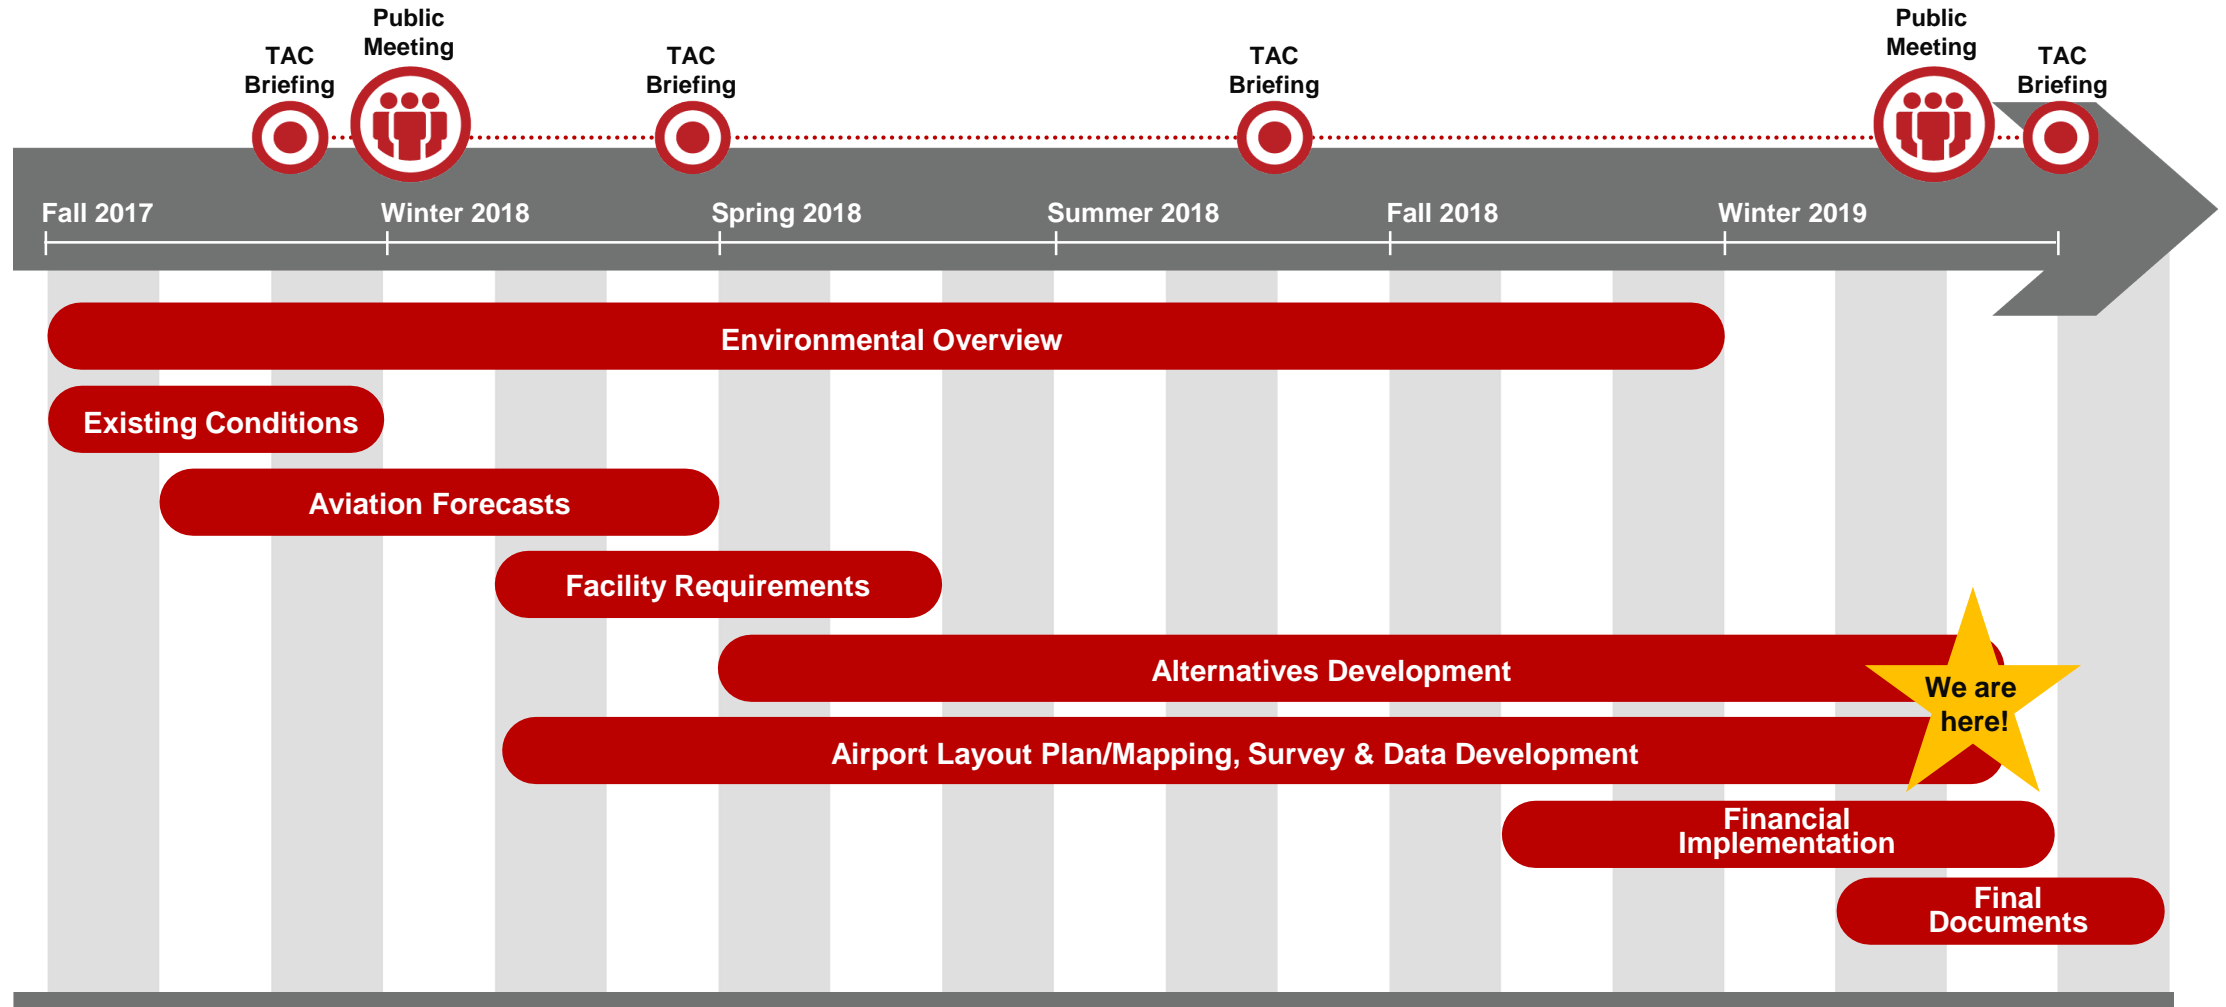 Public
Meeting
TAC
Briefing
TAC
Briefing
TAC
Briefing
Public
Meeting
TAC
Briefing
Fall 2017
Winter 2018
Spring 2018
Summer 2018
Fall 2018
Winter 2019
Environmental Overview
Existing Conditions
Aviation Forecasts
Facility Requirements
Alternatives Development
We are
here!
Airport Layout Plan/Mapping, Survey & Data Development
Financial
Implementation
Final
Documents